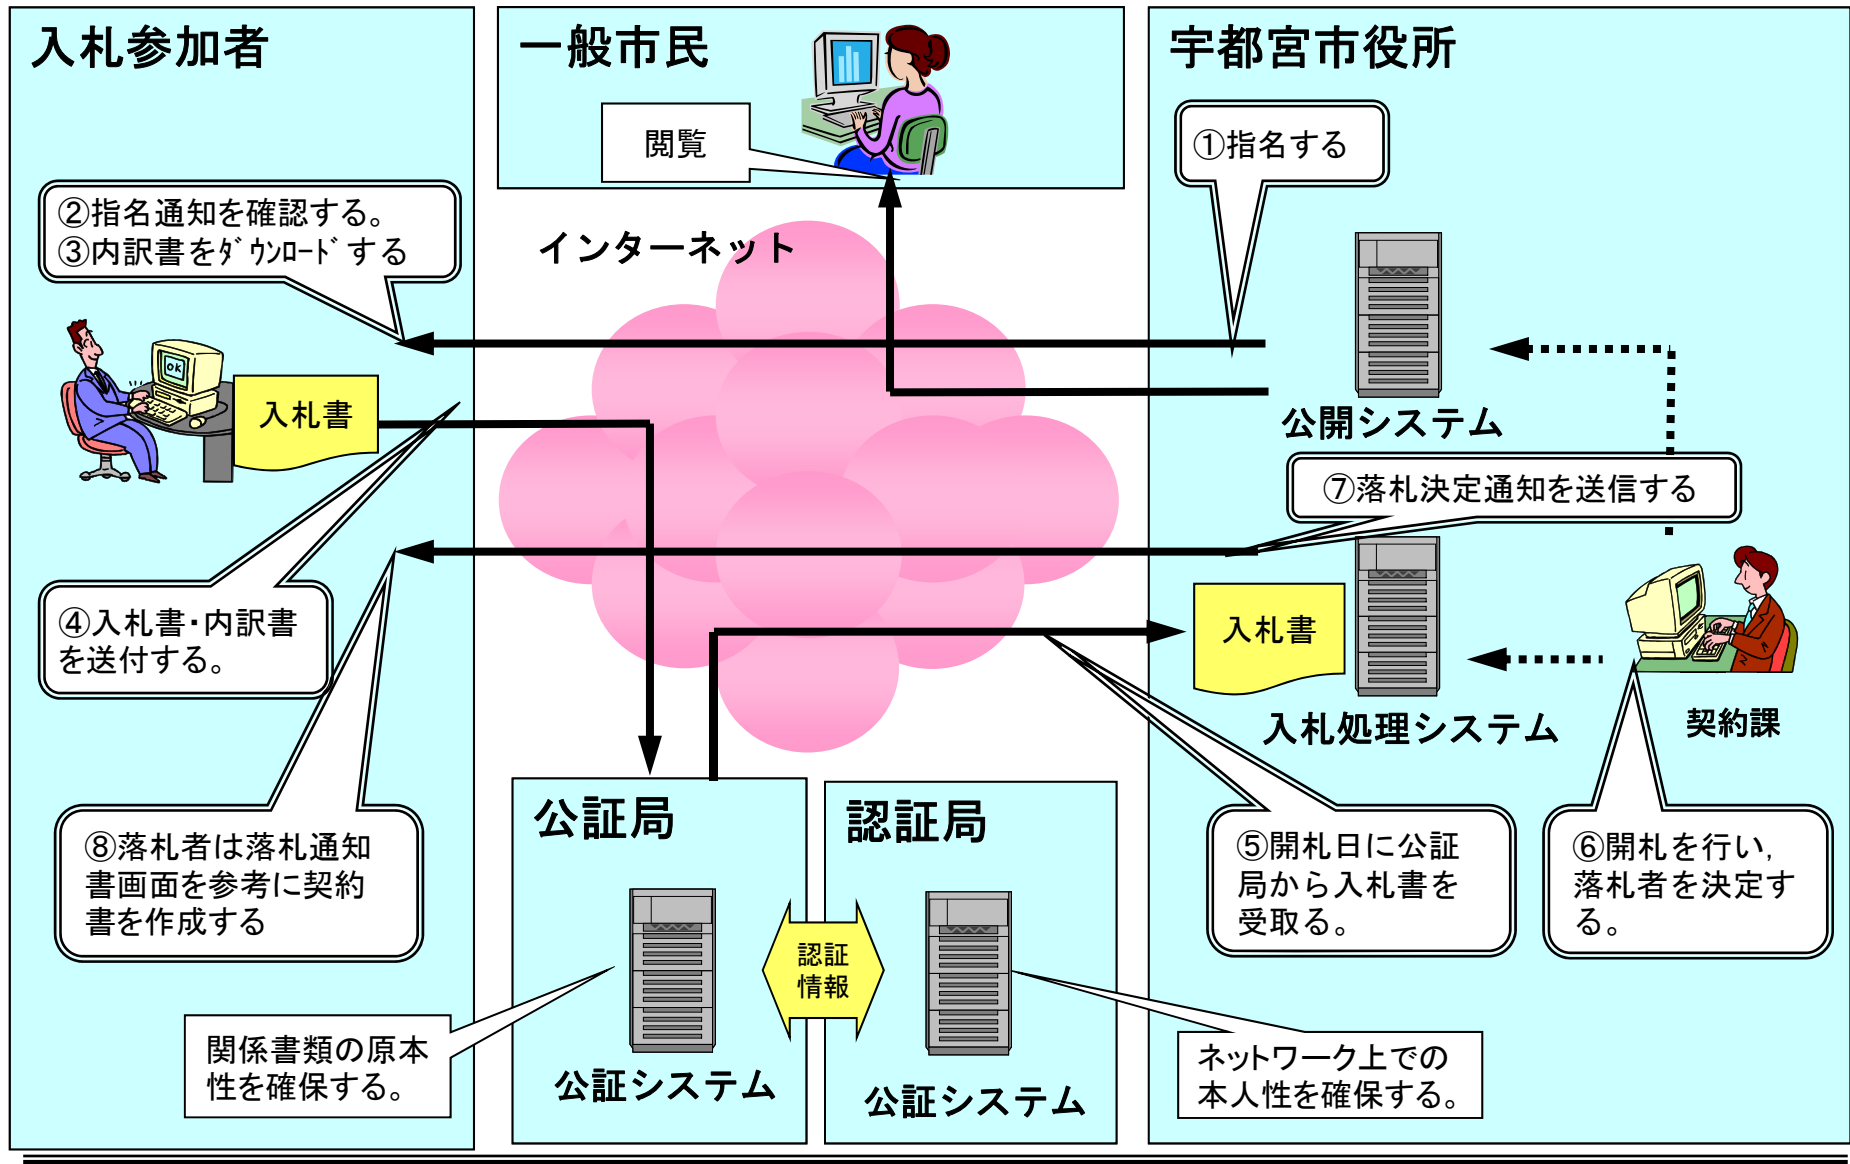 入札参加者
一般市民
宇都宮市役所
閲覧
①指名する
②指名通知を確認する。
③内訳書をﾀﾞｳﾝﾛｰﾄﾞする
インターネット
OK
入札書
公開システム
⑦落札決定通知を送信する
④入札書・内訳書
を送付する。
入札書
入札処理システム
契約課
公証局
認証局
⑧落札者は落札通知
書画面を参考に契約
書を作成する
⑤開札日に公証
局から入札書を
受取る。
⑥開札を行い,
落札者を決定す
る。
認証
情報
関係書類の原本
性を確保する。
公証システム
公証システム
ネットワーク上での
本人性を確保する。